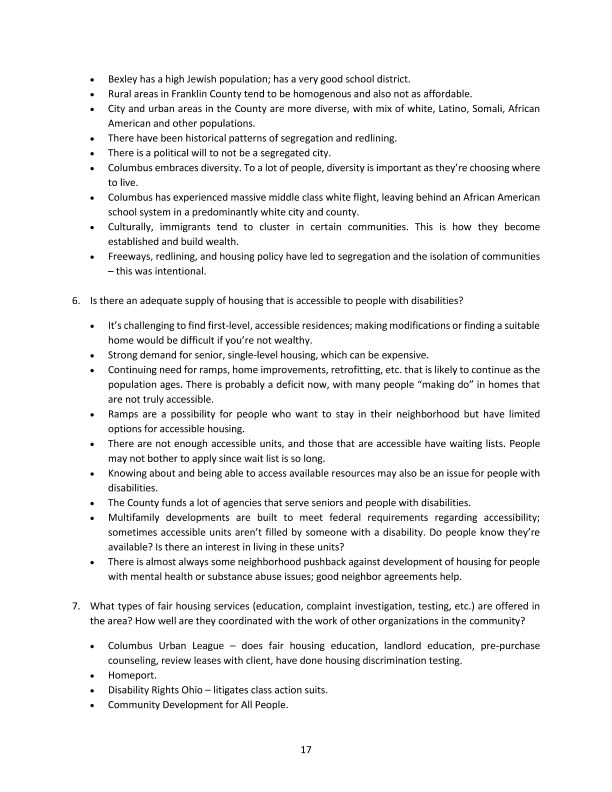 • Bexley has a high Jewish population; has a very good school district.
• Rural areas in Franklin County tend to be homogenous and also not as affordable.
• City and urban areas in the County are more diverse, with mix of white, Latino, Somali, African
American and other populations.
• There have been historical patterns of segregation and redlining.
• There is a political will to not be a segregated city.
• Columbus embraces diversity. To a lot of people, diversity is important as they’re choosing where
to live.
• Columbus has experienced massive middle class white flight, leaving behind an African American
school system in a predominantly white city and county.
• Culturally, immigrants tend to cluster in certain communities. This is how they become
established and build wealth.
• Freeways, redlining, and housing policy have led to segregation and the isolation of communities
– this was intentional.
6. Is there an adequate supply of housing that is accessible to people with disabilities?
• It’s challenging to find first-level, accessible residences; making modifications or finding a suitable
home would be difficult if you’re not wealthy.
• Strong demand for senior, single-level housing, which can be expensive.
• Continuing need for ramps, home improvements, retrofitting, etc. that is likely to continue as the
population ages. There is probably a deficit now, with many people “making do” in homes that
are not truly accessible.
• Ramps are a possibility for people who want to stay in their neighborhood but have limited
options for accessible housing.
• There are not enough accessible units, and those that are accessible have waiting lists. People
may not bother to apply since wait list is so long.
• Knowing about and being able to access available resources may also be an issue for people with
disabilities.
• The County funds a lot of agencies that serve seniors and people with disabilities.
• Multifamily developments are built to meet federal requirements regarding accessibility;
sometimes accessible units aren’t filled by someone with a disability. Do people know they’re
available? Is there an interest in living in these units?
• There is almost always some neighborhood pushback against development of housing for people
with mental health or substance abuse issues; good neighbor agreements help.
7. What types of fair housing services (education, complaint investigation, testing, etc.) are offered in
the area? How well are they coordinated with the work of other organizations in the community?
• Columbus Urban League – does fair housing education, landlord education, pre-purchase
counseling, review leases with client, have done housing discrimination testing.
• Homeport.
• Disability Rights Ohio – litigates class action suits.
• Community Development for All People.
17